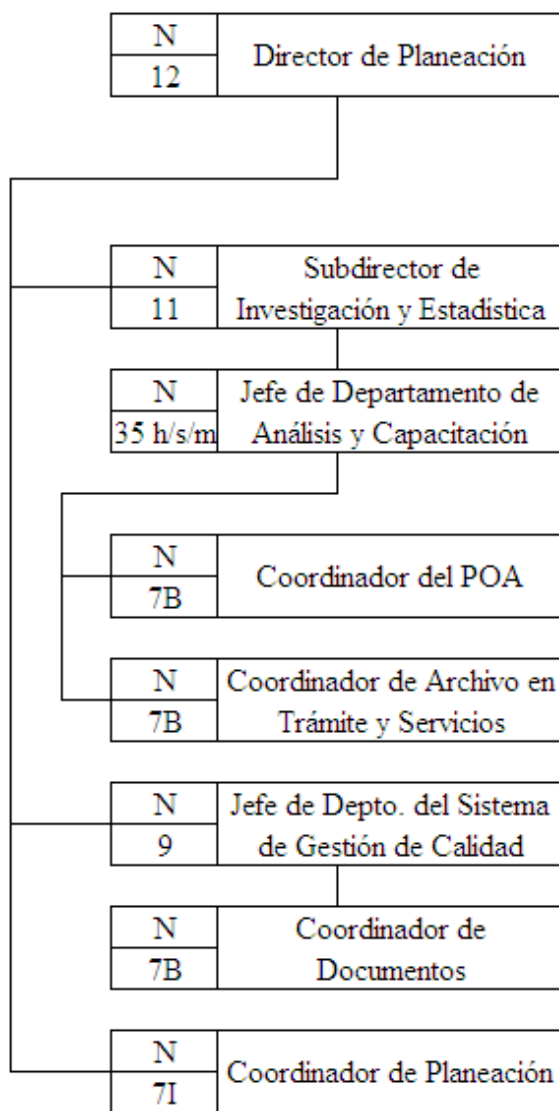 N
12
Director de Planeación
N
11
Subdirector de
Investigación y Estadística
N
35 h/s/m
Jefe de Departamento de
Análisis y Capacitación
N
7B
Coordinador del POA
N
7B
Coordinador de Archivo en
Trámite y Servicios
N
9
Jefe de Depto. del Sistema
de Gestión de Calidad
N
7B
Coordinador de
Documentos
N
7I
Coordinador de Planeación